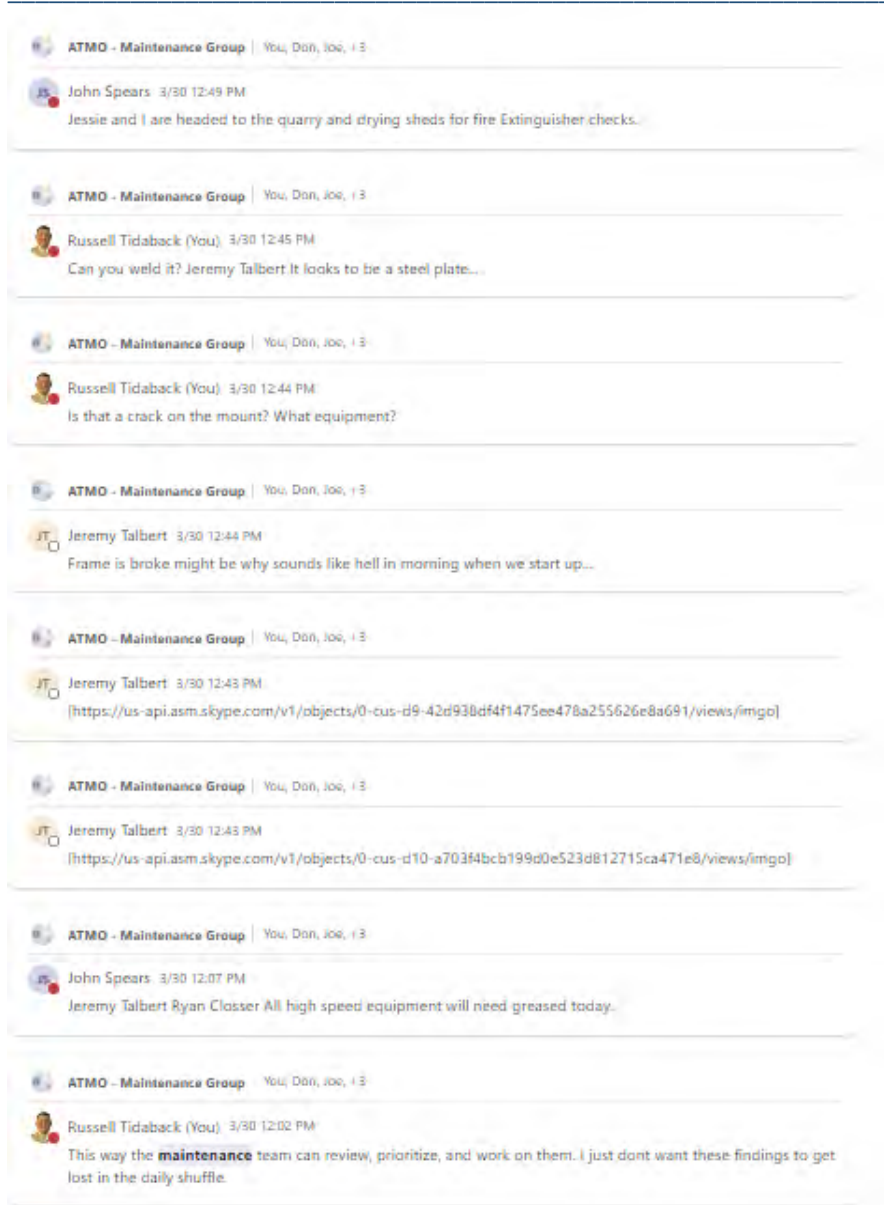 ATMO - Maintenance Group | You, Don, Joe, +3
JS John Spears 3/30 12:49 PM
Jessie and I are headed to the quarry and drying sheds for fire Extinguisher checks.
ATMO - Maintenance Group | You, Don, Joe, +3
Russell Tidaback (You) 3/30 12:45 PM
Can you weld it? Jeremy Talbert It looks to be a steel plate...
ATMO - Maintenance Group | You, Don, Joe, +3
Russell Tidaback (You) 3/30 12:44 PM
Is that a crack on the mount? What equipment?
ATMO - Maintenance Group | You, Don, Joe, +3
JT Jeremy Talbert 3/30 12:44 PM
Frame is broke might be why sounds like hell in morning when we start up...
ATMO - Maintenance Group | You, Don, Joe, +3
JT Jeremy Talbert 3/30 12:43 PM
[https://us-api.asm.skype.com/v1/objects/0-cus-d9-42d938df4f1475ee478a255626e8a691/views/imgo]
ATMO - Maintenance Group | You, Don, Joe, +3
JT Jeremy Talbert 3/30 12:43 PM
[https://us-api.asm.skype.com/v1/objects/0-cus-d10-a703f4bcb199d0e523d812715ca471e8/views/imgo]
ATMO - Maintenance Group | You, Don, Joe, +3
JS John Spears 3/30 12:07 PM
Jeremy Talbert Ryan Closser All high speed equipment will need greased today.
ATMO - Maintenance Group You, Don, Joe, +3
Russell Tidaback (You) 3/30 12:02 PM
This way the maintenance team can review, prioritize, and work on them. I just dont want these findings to get
lost in the daily shuffle.